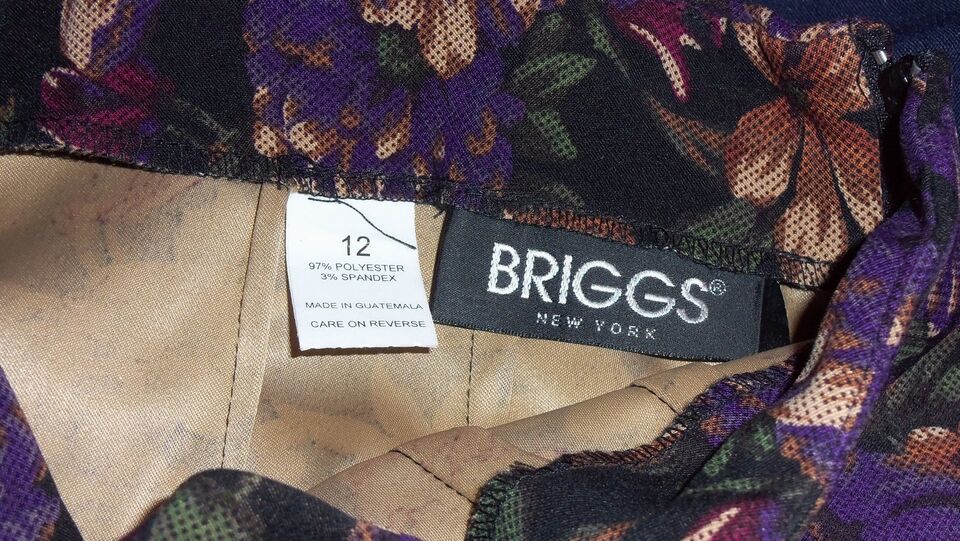 12
97% POLYESTER
3% SPANDEX
MADE IN GUATEMALA
CARE ON REVERSE
BRIGGS®
NEW YORK